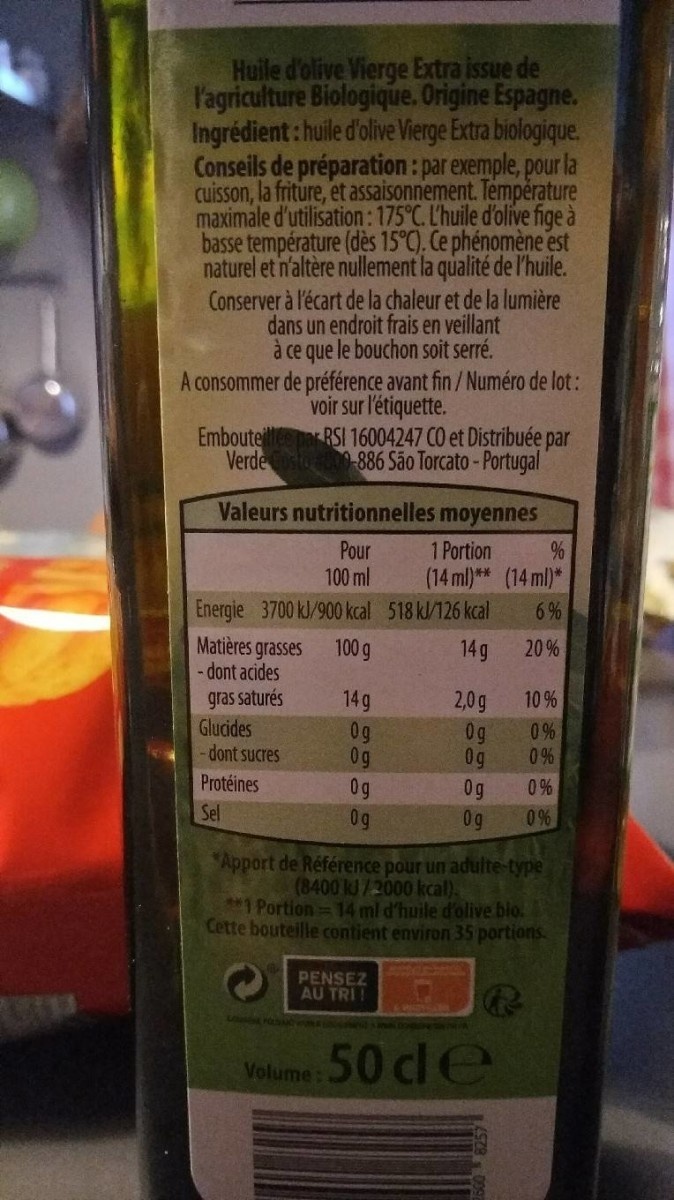 Huile d'olive Vierge Extra issue de
l'agriculture Biologique. Origine Espagne.
Ingrédient : huile d'olive Vierge Extra biologique.
Conseils de préparation : par exemple, pour la
cuisson, la friture, et assaisonnement. Température
maximale d'utilisation : 175°C. L'huile d'olive fige à
basse température (dès 15°C). Ce phénomène est
naturel et n'altère nullement la qualité de l'huile.
Conserver à l'écart de la chaleur et de la lumière
dans un endroit frais en veillant
à ce que le bouchon soit serré.
A consommer de préférence avant fin / Numéro de lot :
voir sur l'étiquette.
par RSI 16004247 CO et Distribuée par
Verde -886 São Torcato - Portugal
Valeurs nutritionnelles moyennes
Pour 1 Portion %
100 ml (14 ml)** (14 ml)*
Energie 3700 kJ/900 kcal 518 kJ/126 kcal 6 %
Matières grasses 100 g 14 g 20 %
- dont acides
gras saturés 14 g 2,0 g 10 %
Glucides 0 g 0 g 0 %
- dont sucres 0 g 0 g 0 %
Protéines 0 g 0 g 0 %
Sel 0 g 0 g 0 %
*Apport de Référence pour un adulte-type
(8400 kJ / 2000 kcal).
**1 Portion = 14 ml d'huile d'olive bio.
Cette bouteille contient environ 35 portions.
PENSEZ
AU TRI !
Volume : 50 cl e
8257